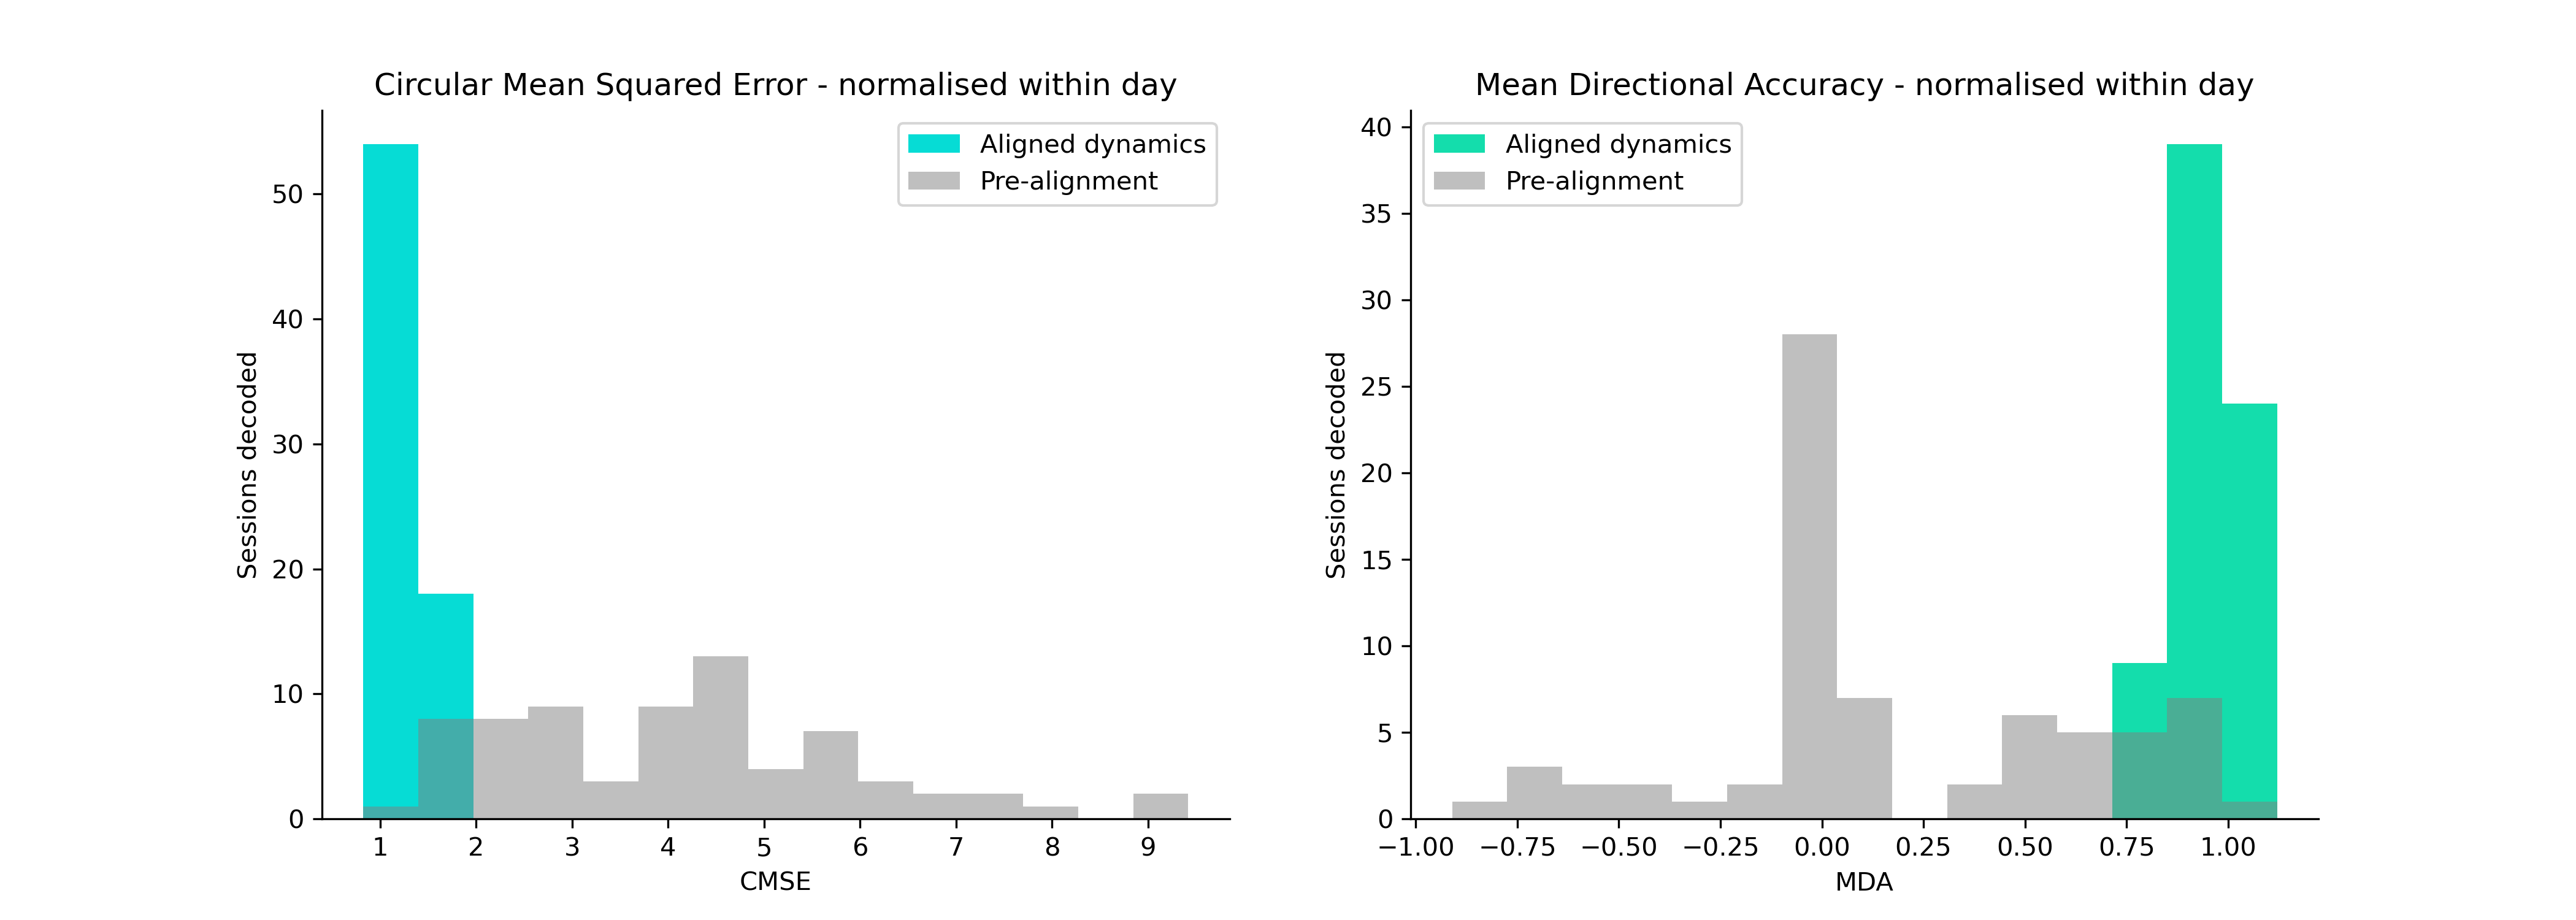 Circular Mean Squared Error - normalised within day
Aligned dynamics
Pre-alignment
Sessions decoded
50
40
30
20
10
0
1 2 3 4 5 6 7 8 9
CMSE
Mean Directional Accuracy - normalised within day
Aligned dynamics
Pre-alignment
Sessions decoded
40
35
30
25
20
15
10
5
0
−1.00 −0.75 −0.50 −0.25 0.00 0.25 0.50 0.75 1.00
MDA